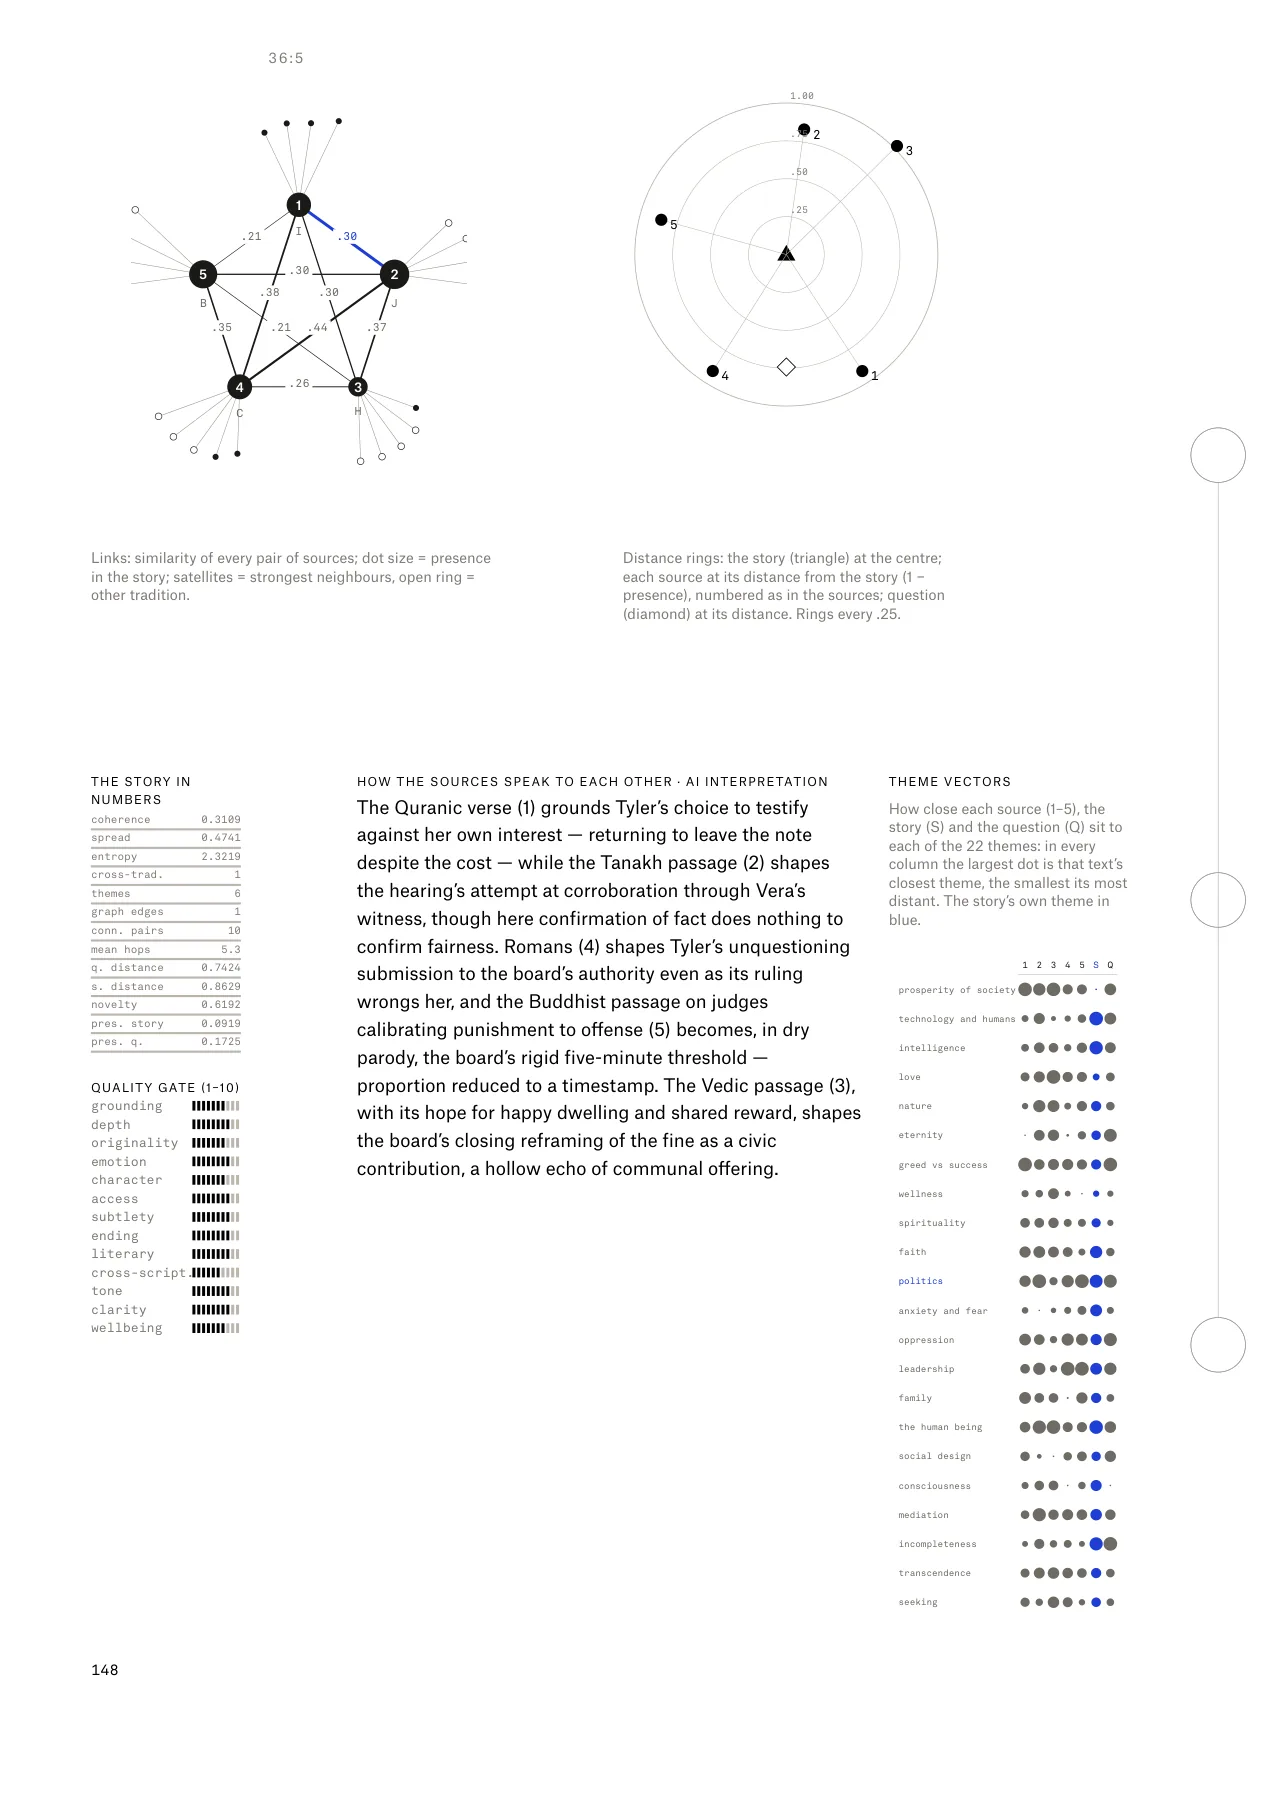 36:5
1
I
.21
.30
5
B
.30
2
J
.38
.30
.35
.21
.44
.37
4
C
.26
3
H
1.00
2
3
.50
.25
5
4
1
Links: similarity of every pair of sources; dot size = presence
in the story; satellites = strongest neighbours, open ring =
other tradition.
Distance rings: the story (triangle) at the centre;
each source at its distance from the story (1 –
presence), numbered as in the sources; question
(diamond) at its distance. Rings every .25.
THE STORY IN
NUMBERS
coherence 0.3109
spread 0.4741
entropy 2.3219
cross-trad. 1
themes 6
graph edges 1
conn. pairs 10
mean hops 5.3
q. distance 0.7424
s. distance 0.8629
novelty 0.6192
pres. story 0.0919
pres. q. 0.1725
QUALITY GATE (1–10)
grounding
depth
originality
emotion
character
access
subtlety
ending
literary
cross-script.
tone
clarity
wellbeing
HOW THE SOURCES SPEAK TO EACH OTHER · AI INTERPRETATION
The Quranic verse (1) grounds Tyler’s choice to testify
against her own interest — returning to leave the note
despite the cost — while the Tanakh passage (2) shapes
the hearing’s attempt at corroboration through Vera’s
witness, though here confirmation of fact does nothing to
confirm fairness. Romans (4) shapes Tyler’s unquestioning
submission to the board’s authority even as its ruling
wrongs her, and the Buddhist passage on judges
calibrating punishment to offense (5) becomes, in dry
parody, the board’s rigid five-minute threshold —
proportion reduced to a timestamp. The Vedic passage (3),
with its hope for happy dwelling and shared reward, shapes
the board’s closing reframing of the fine as a civic
contribution, a hollow echo of communal offering.
THEME VECTORS
How close each source (1–5), the
story (S) and the question (Q) sit to
each of the 22 themes: in every
column the largest dot is that text’s
closest theme, the smallest its most
distant. The story’s own theme in
blue.
1 2 3 4 5 S Q
prosperity of society
technology and humans
intelligence
love
nature
eternity
greed vs success
wellness
spirituality
faith
politics
anxiety and fear
oppression
leadership
family
the human being
social design
consciousness
mediation
incompleteness
transcendence
seeking
148